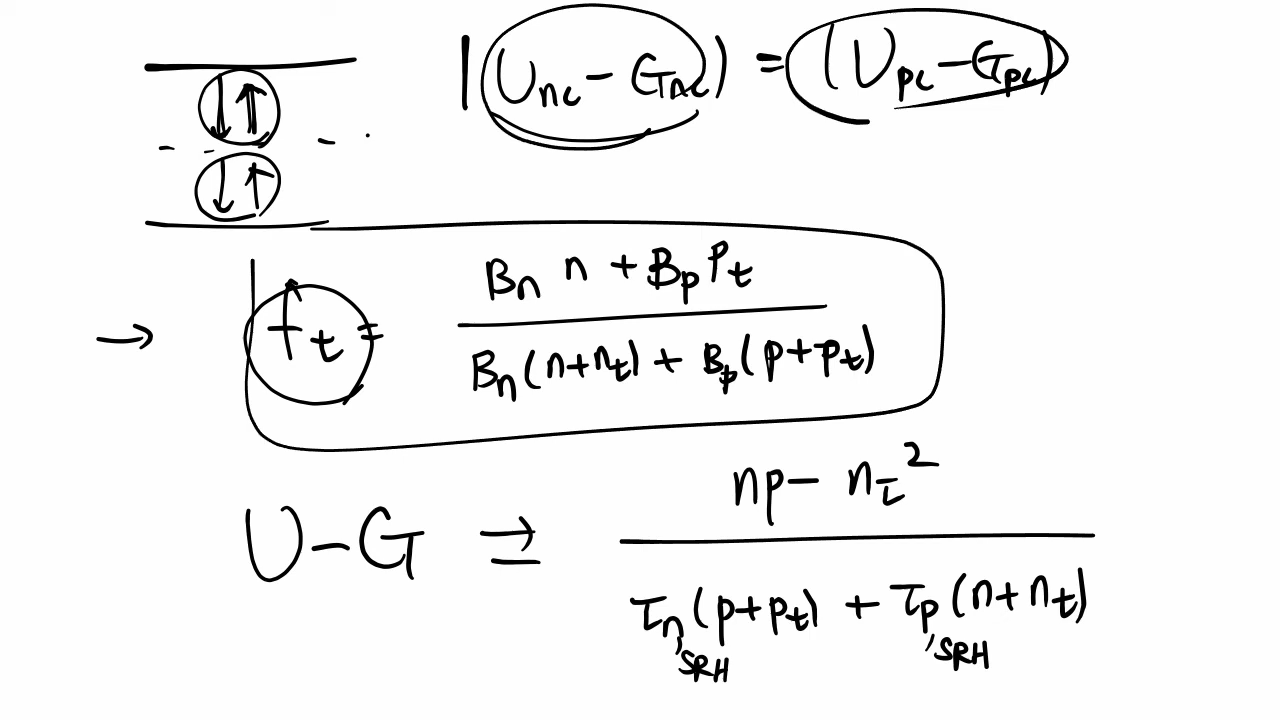 |(U_nc - G_nc) = (U_pc - G_pc)
→ f_t = (B_n n + B_p p_t) / (B_n(n+n_t) + B_p(p+p_t))
U - G ⇒ (np - n_i²) / (τ_n,SRH(p+p_t) + τ_p,SRH(n+n_t))